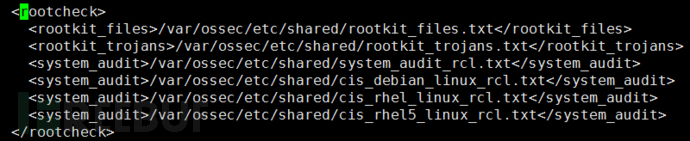 <rootcheck>
<rootkit_files>/var/ossec/etc/shared/rootkit_files.txt</rootkit_files>
<rootkit_trojans>/var/ossec/etc/shared/rootkit_trojans.txt</rootkit_trojans>
<system_audit>/var/ossec/etc/shared/system_audit_rcl.txt</system_audit>
<system_audit>/var/ossec/etc/shared/cis_debian_linux_rcl.txt</system_audit>
<system_audit>/var/ossec/etc/shared/cis_rhel_linux_rcl.txt</system_audit>
<system_audit>/var/ossec/etc/shared/cis_rhel5_linux_rcl.txt</system_audit>
</rootcheck>